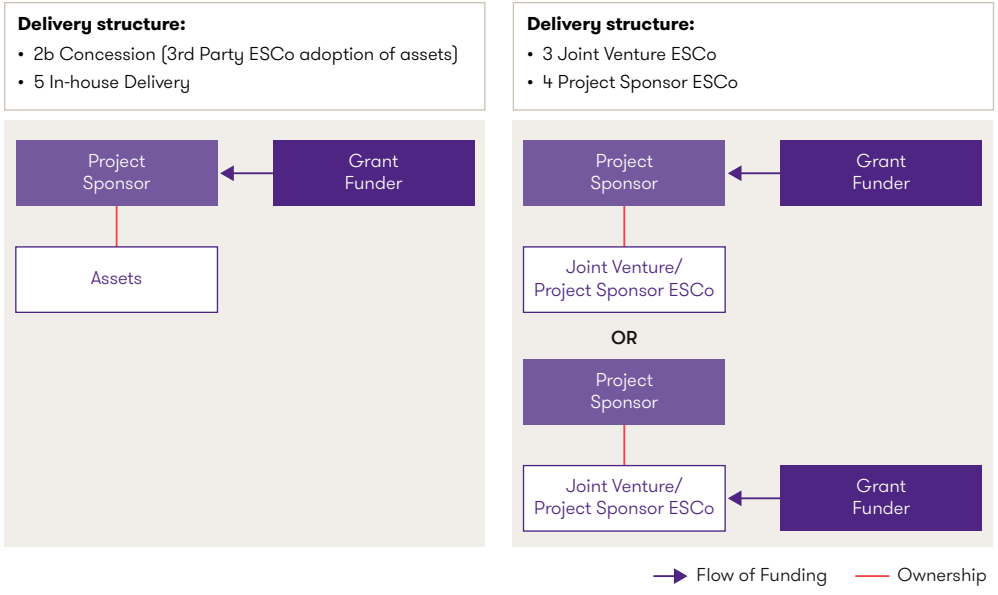 Delivery structure:
• 2b Concession (3rd Party ESCo adoption of assets)
• 5 In-house Delivery
Project
Sponsor
Grant
Funder
Assets
Delivery structure:
• 3 Joint Venture ESCo
• 4 Project Sponsor ESCo
Project
Sponsor
Grant
Funder
Joint Venture/
Project Sponsor ESCo
OR
Project
Sponsor
Joint Venture/
Project Sponsor ESCo
Grant
Funder
Flow of Funding
Ownership